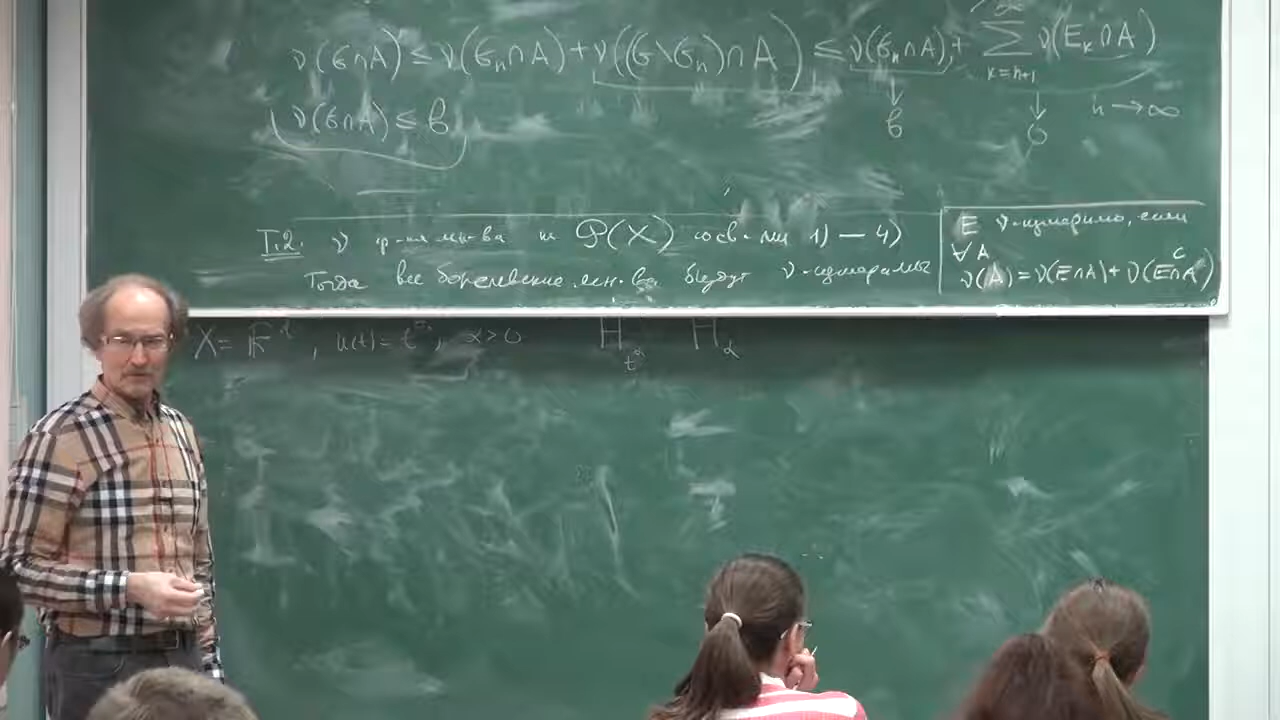 ν(G∩A) ≤ ν(G_n∩A) + ν((G\G_n)∩A) ≤ ν(G_n∩A) + ∑_{k=n+1}^∞ ν(E_k∩A)
↓ b ↓ 0 n→∞
ν(G∩A) ≤ b
Т.2. ν ф-ия мн-ва на 𝒫(X) со св-ми 1) — 4)
Тогда все борелевские мн-ва будут ν-измеримы
E ν-измеримо, если
∀A
ν(A) = ν(E∩A) + ν(E^c∩A)
X = ℝ^d, h(t) = t^α, α>0 H_{t^α} H_α